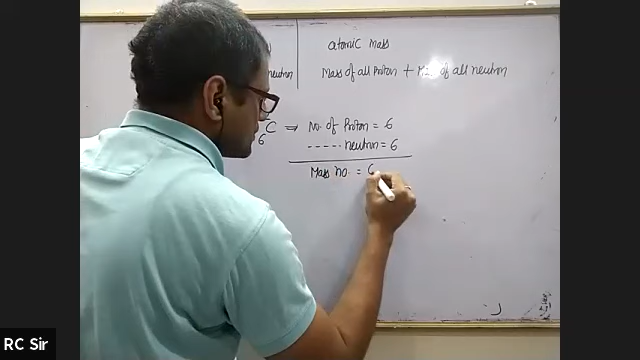 atomic mass
neutron
Mass of all Proton + of all neutron
6 C ⇒ No. of Proton = 6
----- neutron = 6
Mass no. = 6
RC Sir